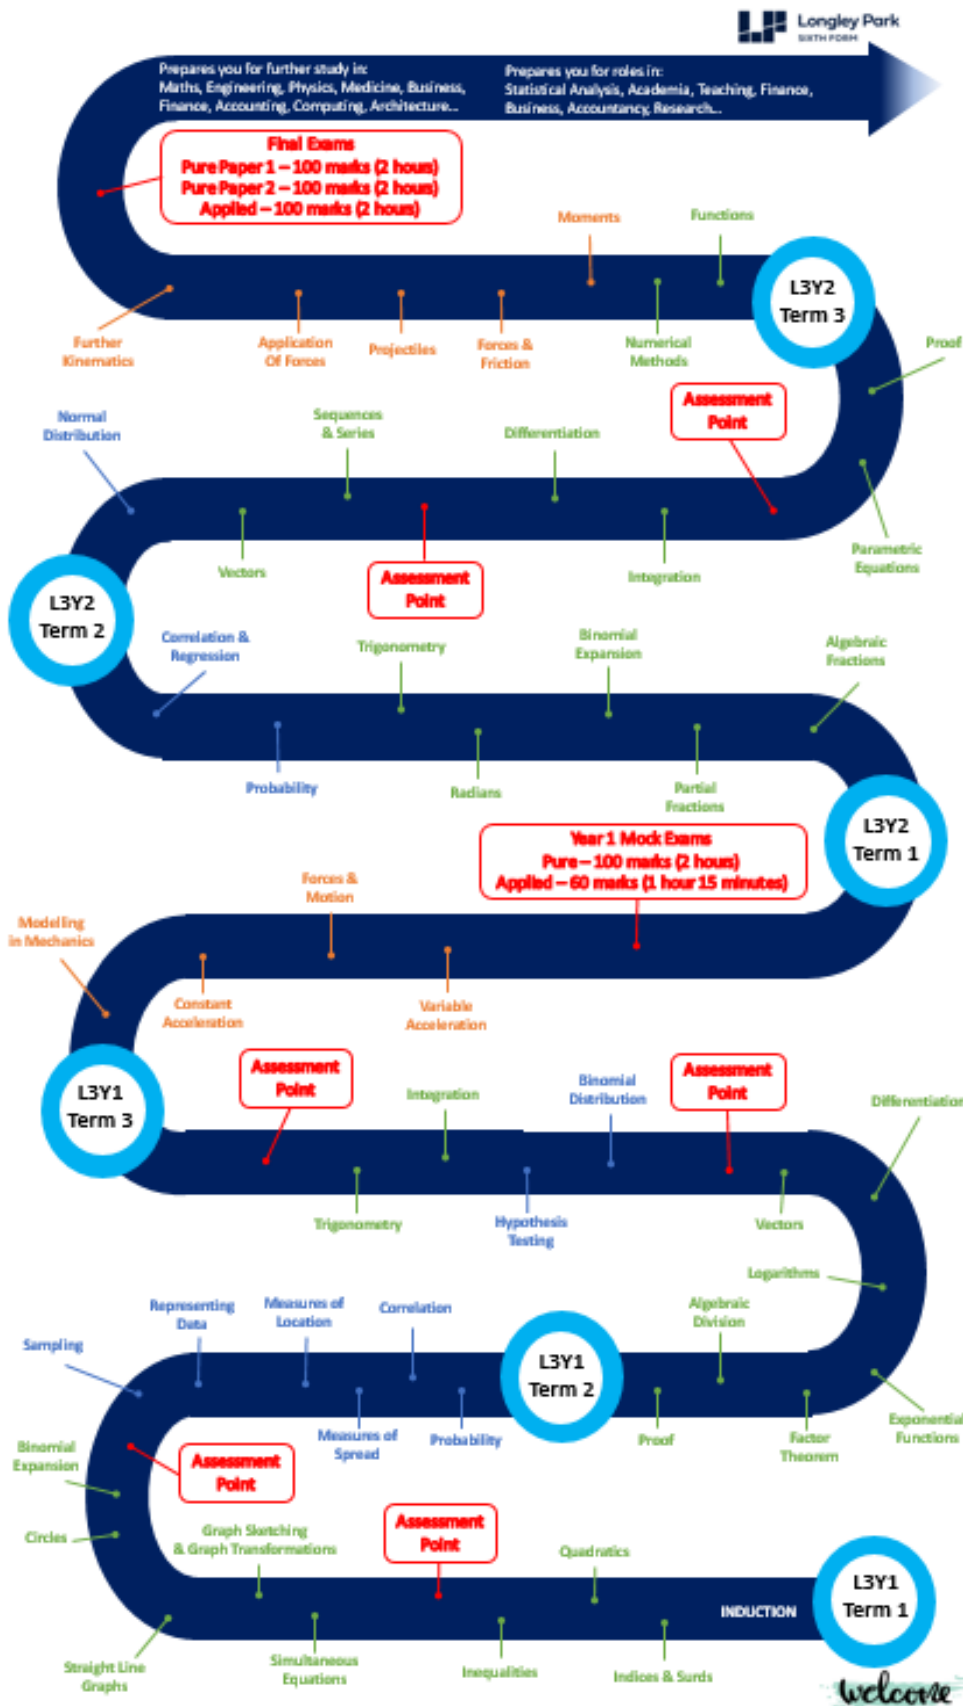 Longley Park
SIXTH FORM
Prepares you for further study in:
Maths, Engineering, Physics, Medicine, Business,
Finance, Accounting, Computing, Architecture...
Prepares you for roles in:
Statistical Analysis, Academia, Teaching, Finance,
Business, Accountancy, Research...
Final Exams
Pure Paper 1 – 100 marks (2 hours)
Pure Paper 2 – 100 marks (2 hours)
Applied – 100 marks (2 hours)
Moments
Functions
L3Y2
Term 3
Further
Kinematics
Application
Of Forces
Projectiles
Forces &
Friction
Numerical
Methods
Proof
Assessment
Point
Normal
Distribution
Sequences
& Series
Differentiation
Vectors
Assessment
Point
Integration
Parametric
Equations
L3Y2
Term 2
Correlation &
Regression
Trigonometry
Binomial
Expansion
Algebraic
Fractions
Probability
Radians
Partial
Fractions
L3Y2
Term 1
Year 1 Mock Exams
Pure – 100 marks (2 hours)
Applied – 60 marks (1 hour 15 minutes)
Forces &
Motion
Modelling
in Mechanics
Constant
Acceleration
Variable
Acceleration
L3Y1
Term 3
Assessment
Point
Integration
Binomial
Distribution
Assessment
Point
Differentiation
Trigonometry
Hypothesis
Testing
Vectors
Logarithms
Sampling
Representing
Data
Measures of
Location
Correlation
L3Y1
Term 2
Algebraic
Division
Measures of
Spread
Probability
Proof
Factor
Theorem
Exponential
Functions
Binomial
Expansion
Assessment
Point
Circles
Graph Sketching
& Graph Transformations
Assessment
Point
Quadratics
INDUCTION
L3Y1
Term 1
Straight Line
Graphs
Simultaneous
Equations
Inequalities
Indices & Surds
welcome